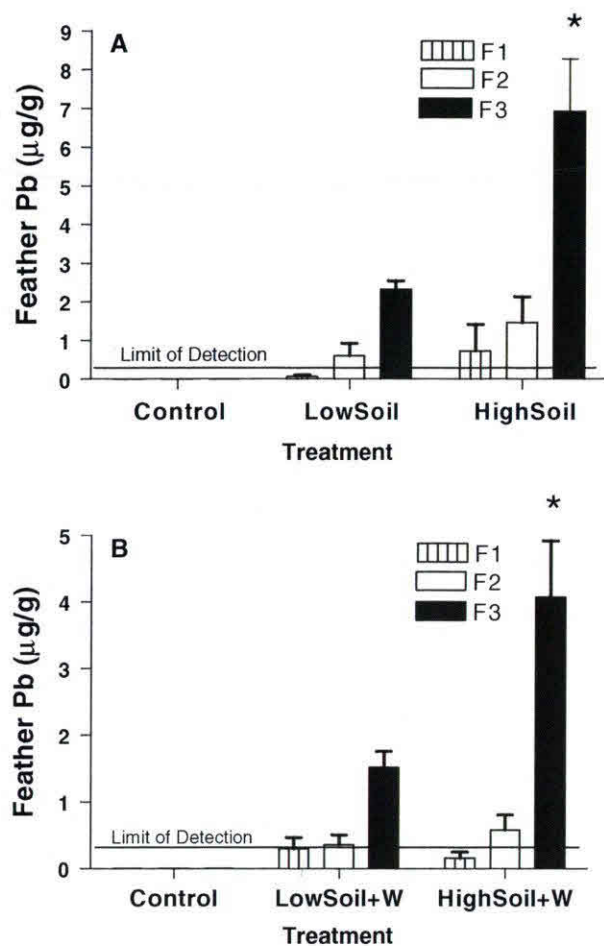 A
*
F1
F2
F3
Feather Pb (µg/g)
9
8
7
6
5
4
3
2
1
0
Limit of Detection
Control LowSoil HighSoil
Treatment
B
*
F1
F2
F3
Feather Pb (µg/g)
5
4
3
2
1
0
Limit of Detection
Control LowSoil+W HighSoil+W
Treatment